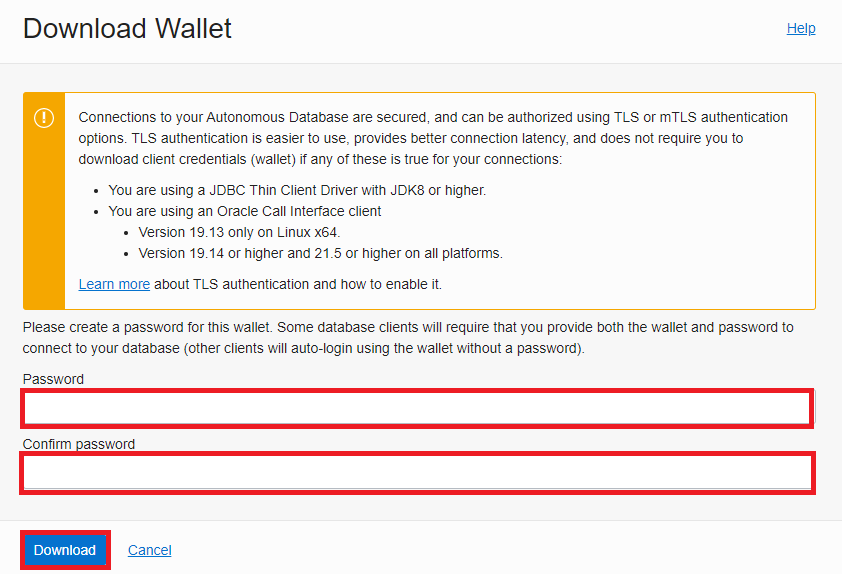 Download Wallet
Help
Connections to your Autonomous Database are secured, and can be authorized using TLS or mTLS authentication
options. TLS authentication is easier to use, provides better connection latency, and does not require you to
download client credentials (wallet) if any of these is true for your connections:
• You are using a JDBC Thin Client Driver with JDK8 or higher.
• You are using an Oracle Call Interface client
• Version 19.13 only on Linux x64.
• Version 19.14 or higher and 21.5 or higher on all platforms.
Learn more about TLS authentication and how to enable it.
Please create a password for this wallet. Some database clients will require that you provide both the wallet and password to
connect to your database (other clients will auto-login using the wallet without a password).
Password
Confirm password
Download
Cancel